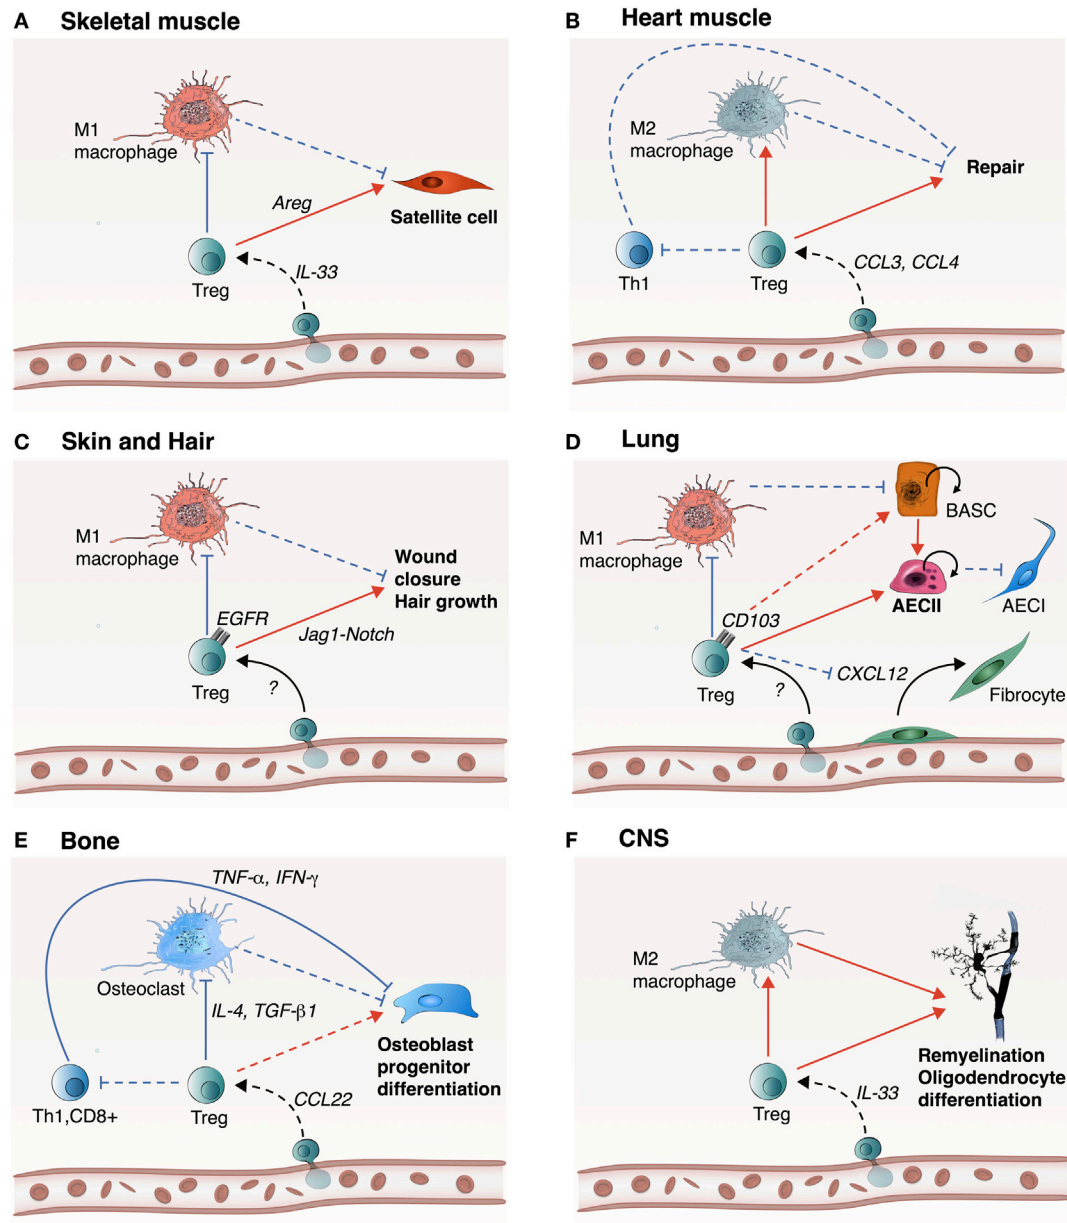 A Skeletal muscle
M1
macrophage
Areg
Satellite cell
IL-33
Treg
B Heart muscle
M2
macrophage
Repair
Th1
Treg
CCL3, CCL4
C Skin and Hair
M1
macrophage
Wound
closure
Hair growth
EGFR
Jag1-Notch
Treg
?
D Lung
BASC
M1
macrophage
AECII
AECI
CD103
CXCL12
Treg
?
Fibrocyte
E Bone
TNF-α, IFN-γ
Osteoclast
IL-4, TGF-β1
Osteoblast
progenitor
differentiation
Th1,CD8+
Treg
CCL22
F CNS
M2
macrophage
Remyelination
Oligodendrocyte
differentiation
Treg
IL-33